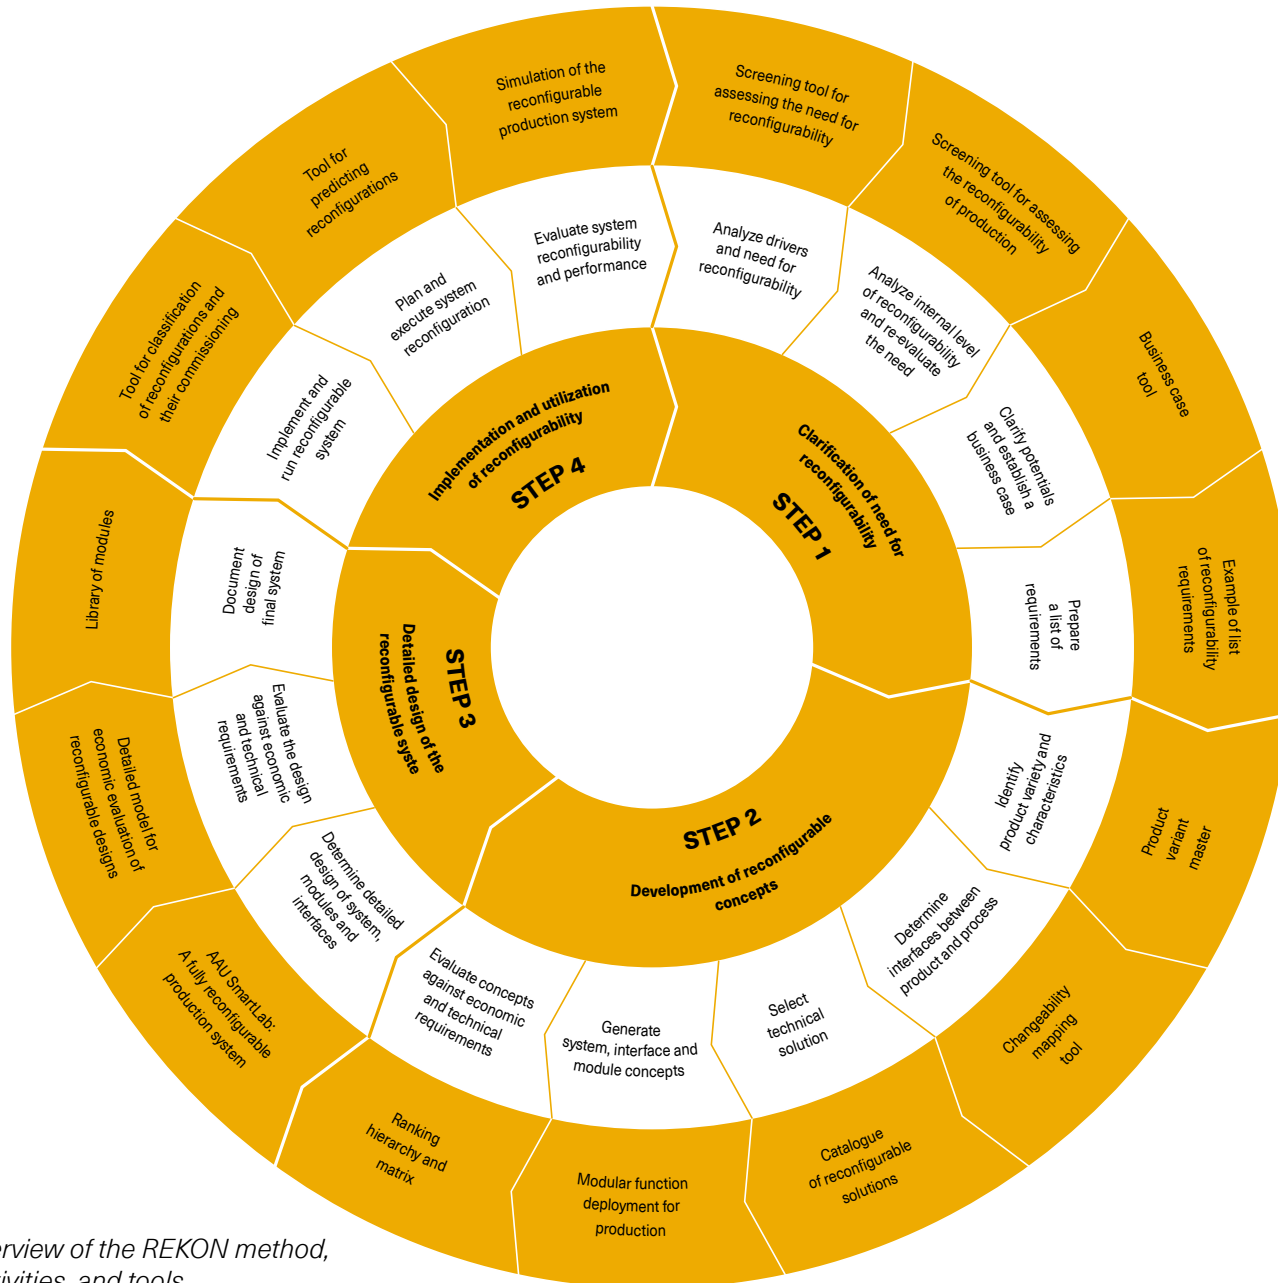 Screening tool for
assessing the need for
reconfigurability
Screening tool for assessing
the reconfigurability
of production
Business case
tool
Example of list
of reconfigurability
requirements
Product
variant
master
Changeability
mapping
tool
Catalogue
of reconfigurable
solutions
Modular function
deployment for
production
Ranking
hierarchy and
matrix
AAU SmartLab:
A fully reconfigurable
production system
Detailed model for
economic evaluation of
reconfigurable designs
Library of modules
Tool for classification
of reconfigurations and
their commissioning
Tool for
predicting
reconfigurations
Simulation of the
reconfigurable
production system
Analyze drivers
and need for
reconfigurability
Analyze internal level
of reconfigurability
and re-evaluate
the need
Clarify potentials
and establish a
business case
Prepare
a list of
requirements
Identify
product variety and
characteristics
Determine
interfaces between
product and process
Select
technical
solution
Generate
system, interface and
module concepts
Evaluate concepts
against economic
and technical
requirements
Determine detailed
design of system,
modules and
interfaces
Evaluate the design
against economic
and technical
requirements
Document
design of
final system
Implement and
run reconfigurable
system
Plan and
execute system
reconfiguration
Evaluate system
reconfigurability
and performance
Clarification of need for
reconfigurability
STEP 1
STEP 2
Development of reconfigurable
concepts
STEP 3
Detailed design of the
reconfigurable syste
Implementation and utilization
of reconfigurability
STEP 4
erview of the REKON method,
tivities, and tools